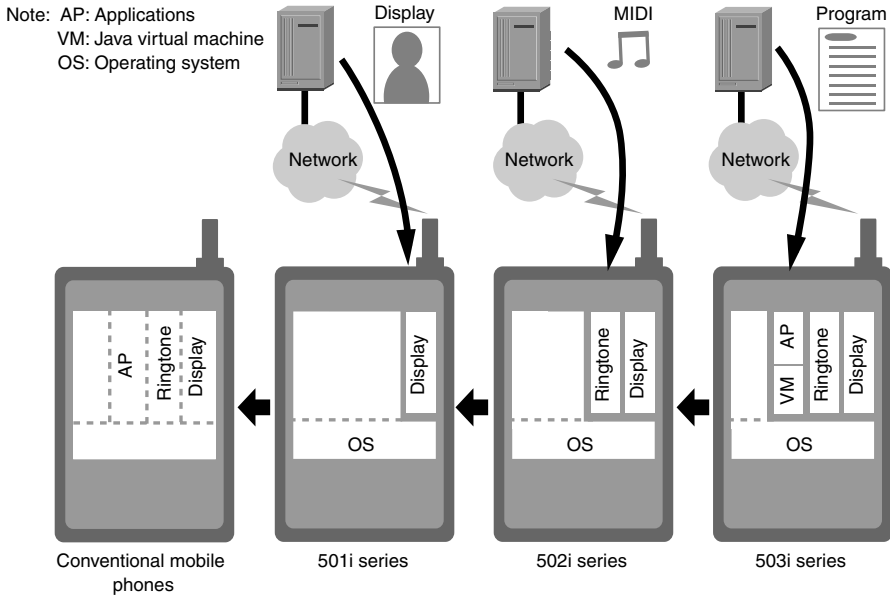 Note: AP: Applications
VM: Java virtual machine
OS: Operating system
Display
MIDI
Program
Network
Network
Network
AP
Ringtone
Display
Display
OS
Ringtone
Display
OS
VM
AP
Ringtone
Display
OS
Conventional mobile
phones
501i series
502i series
503i series